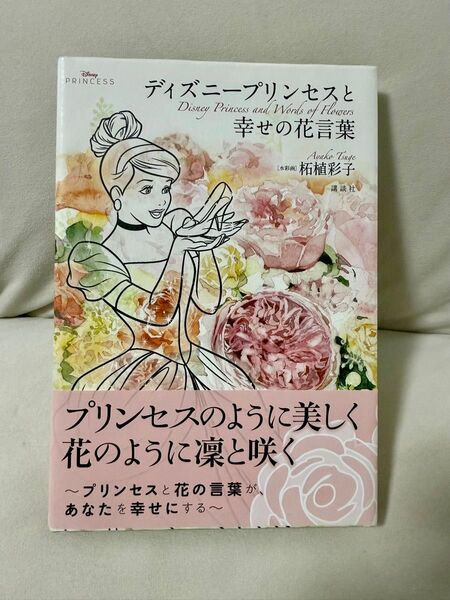 Disney
PRINCESS
ディズニープリンセスと
Disney Princess and Words of Flowers
幸せの花言葉
Ayako Tsuge
[水彩画]柘植彩子
講談社
プリンセスのように美しく
花のように凜と咲く
～プリンセスと花の言葉が、
あなたを幸せにする～